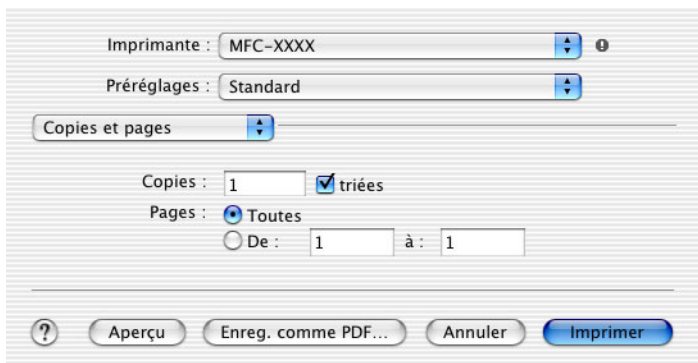 Imprimante : MFC-XXXX
Préréglages : Standard
Copies et pages
Copies : 1 triées
Pages : Toutes
De : 1 à : 1
? Aperçu Enreg. comme PDF... Annuler Imprimer